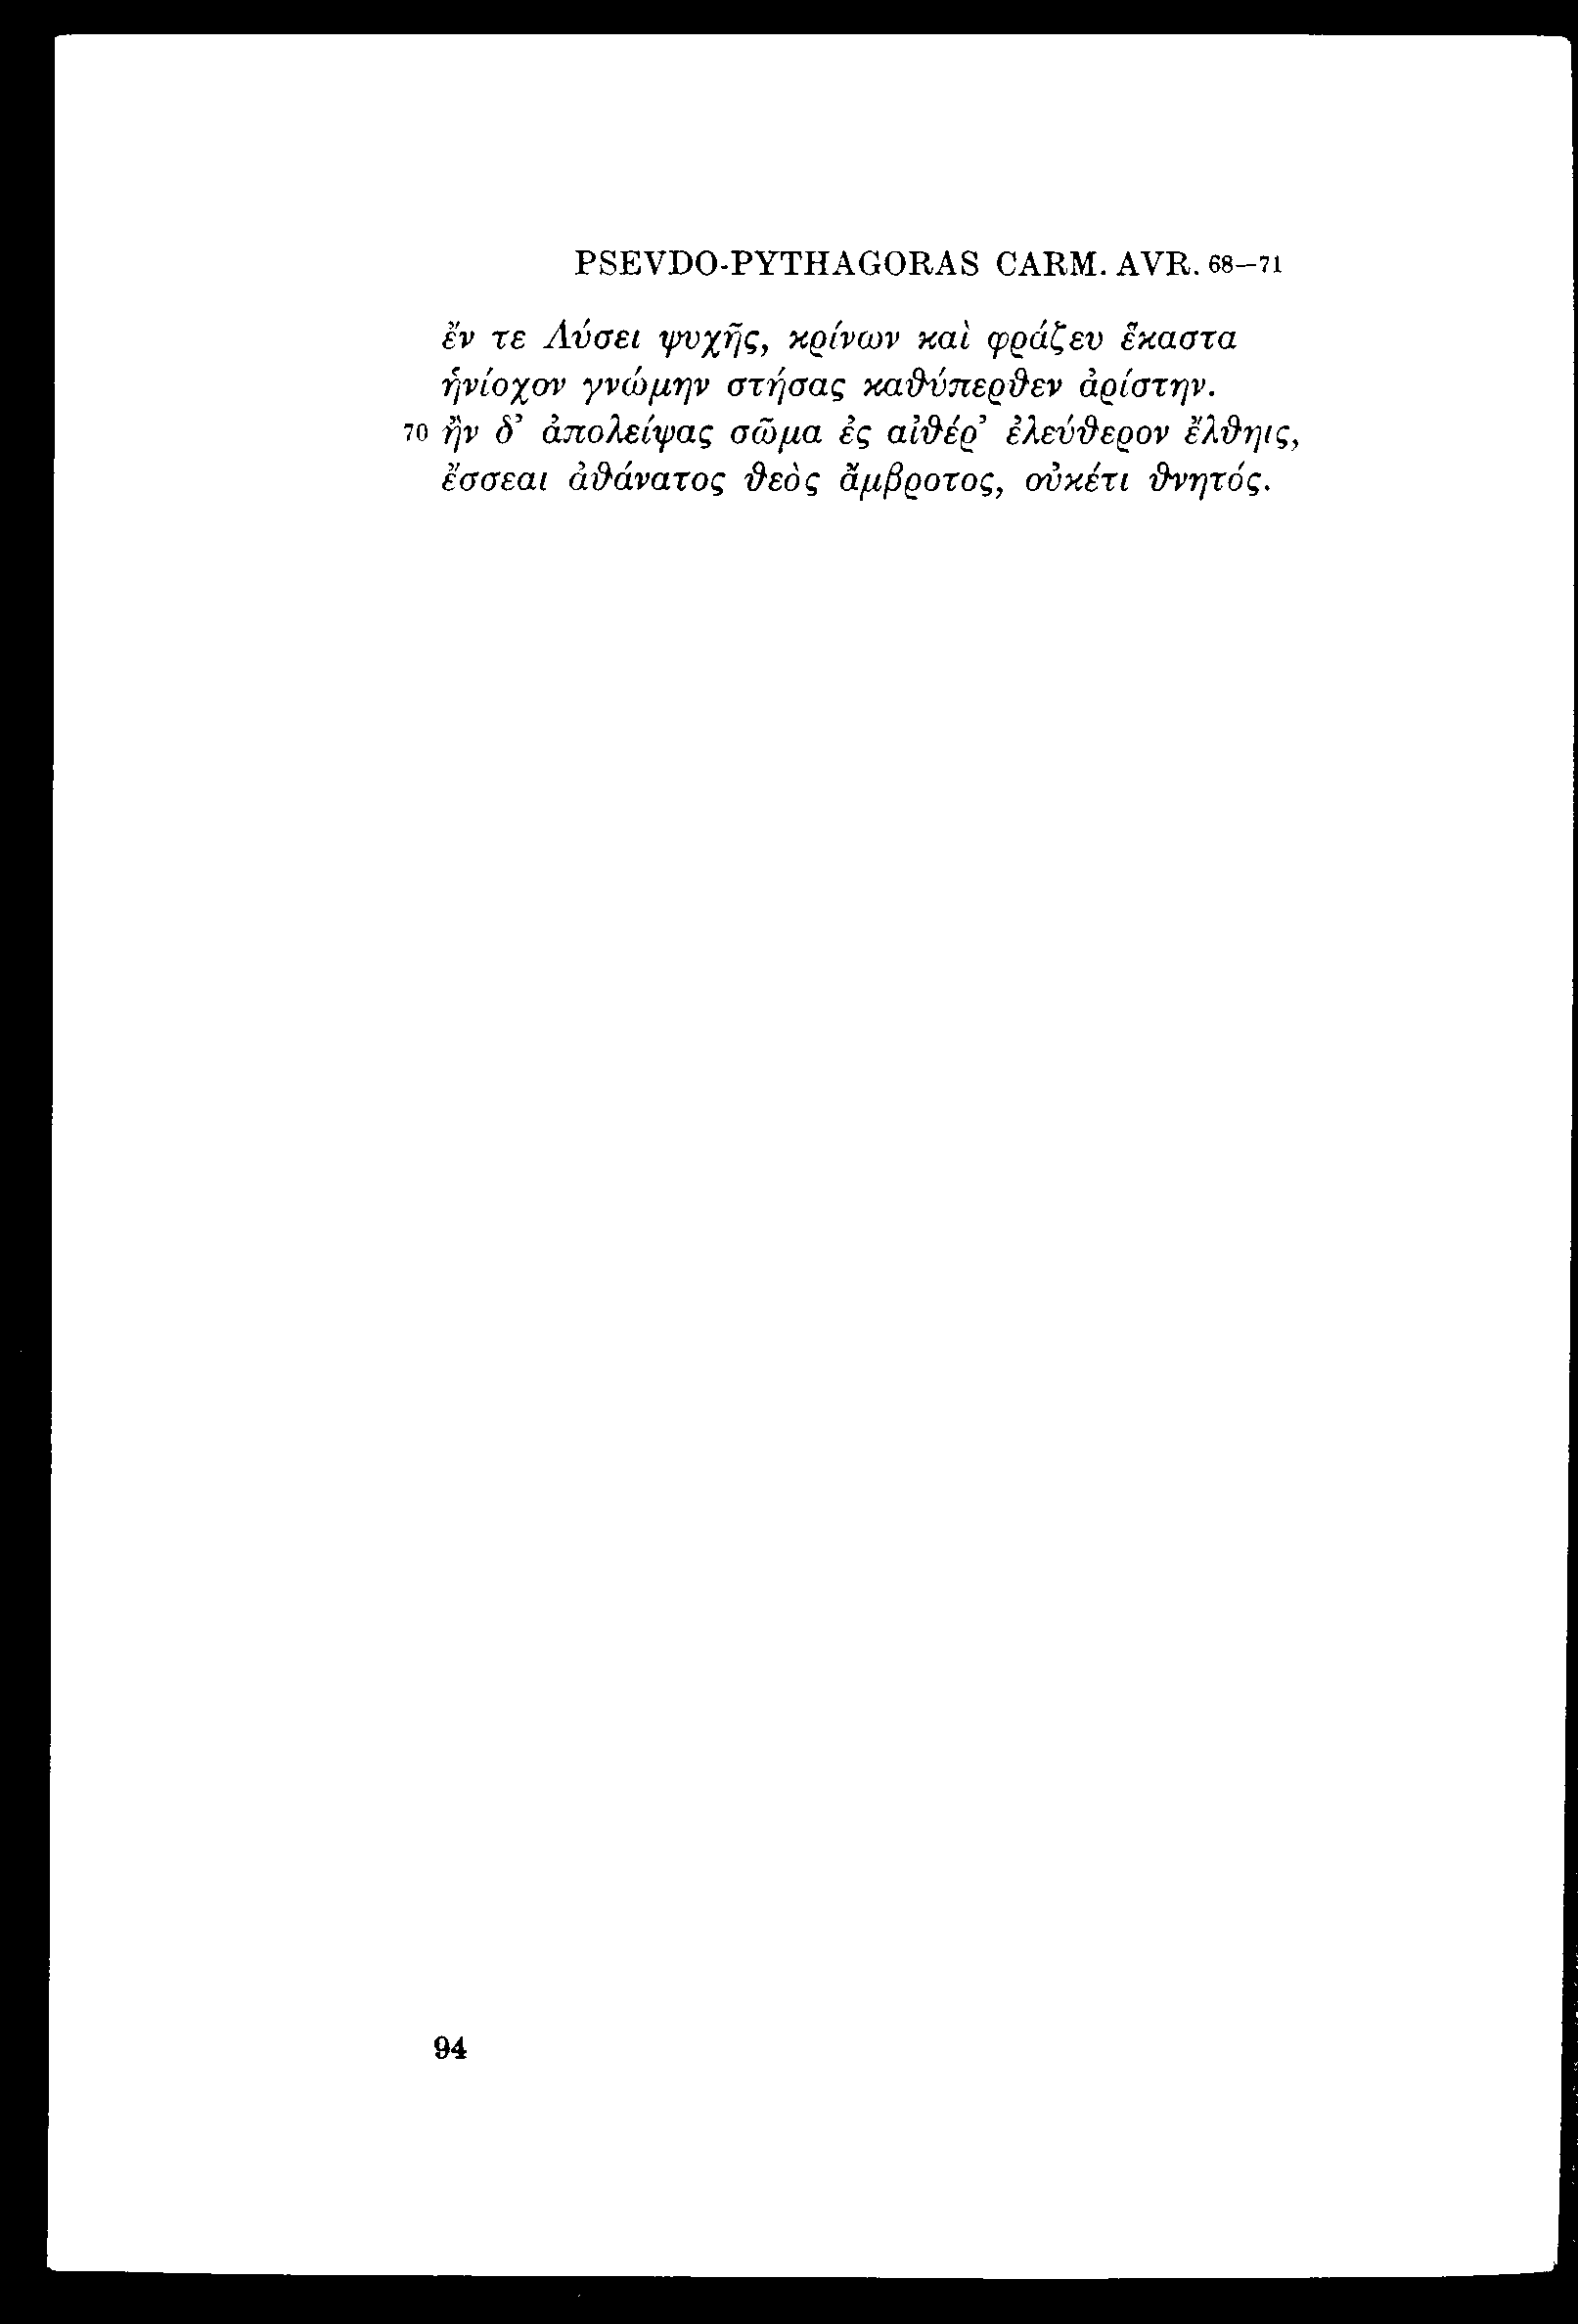 PSEVDO-PYTHAGORAS CARM. AVR. 68–71
ἔν τε Λύσει ψυχῆς, κρίνων καὶ φράζευ ἕκαστα
ἡνίοχον γνώμην στήσας καθύπερθεν ἀρίστην.
70 ἢν δ’ ἀπολείψας σῶμα ἐς αἰθέρ’ ἐλεύθερον ἔλθηις,
ἔσσεαι ἀθάνατος θεὸς ἄμβροτος, οὐκέτι θνητός.
94